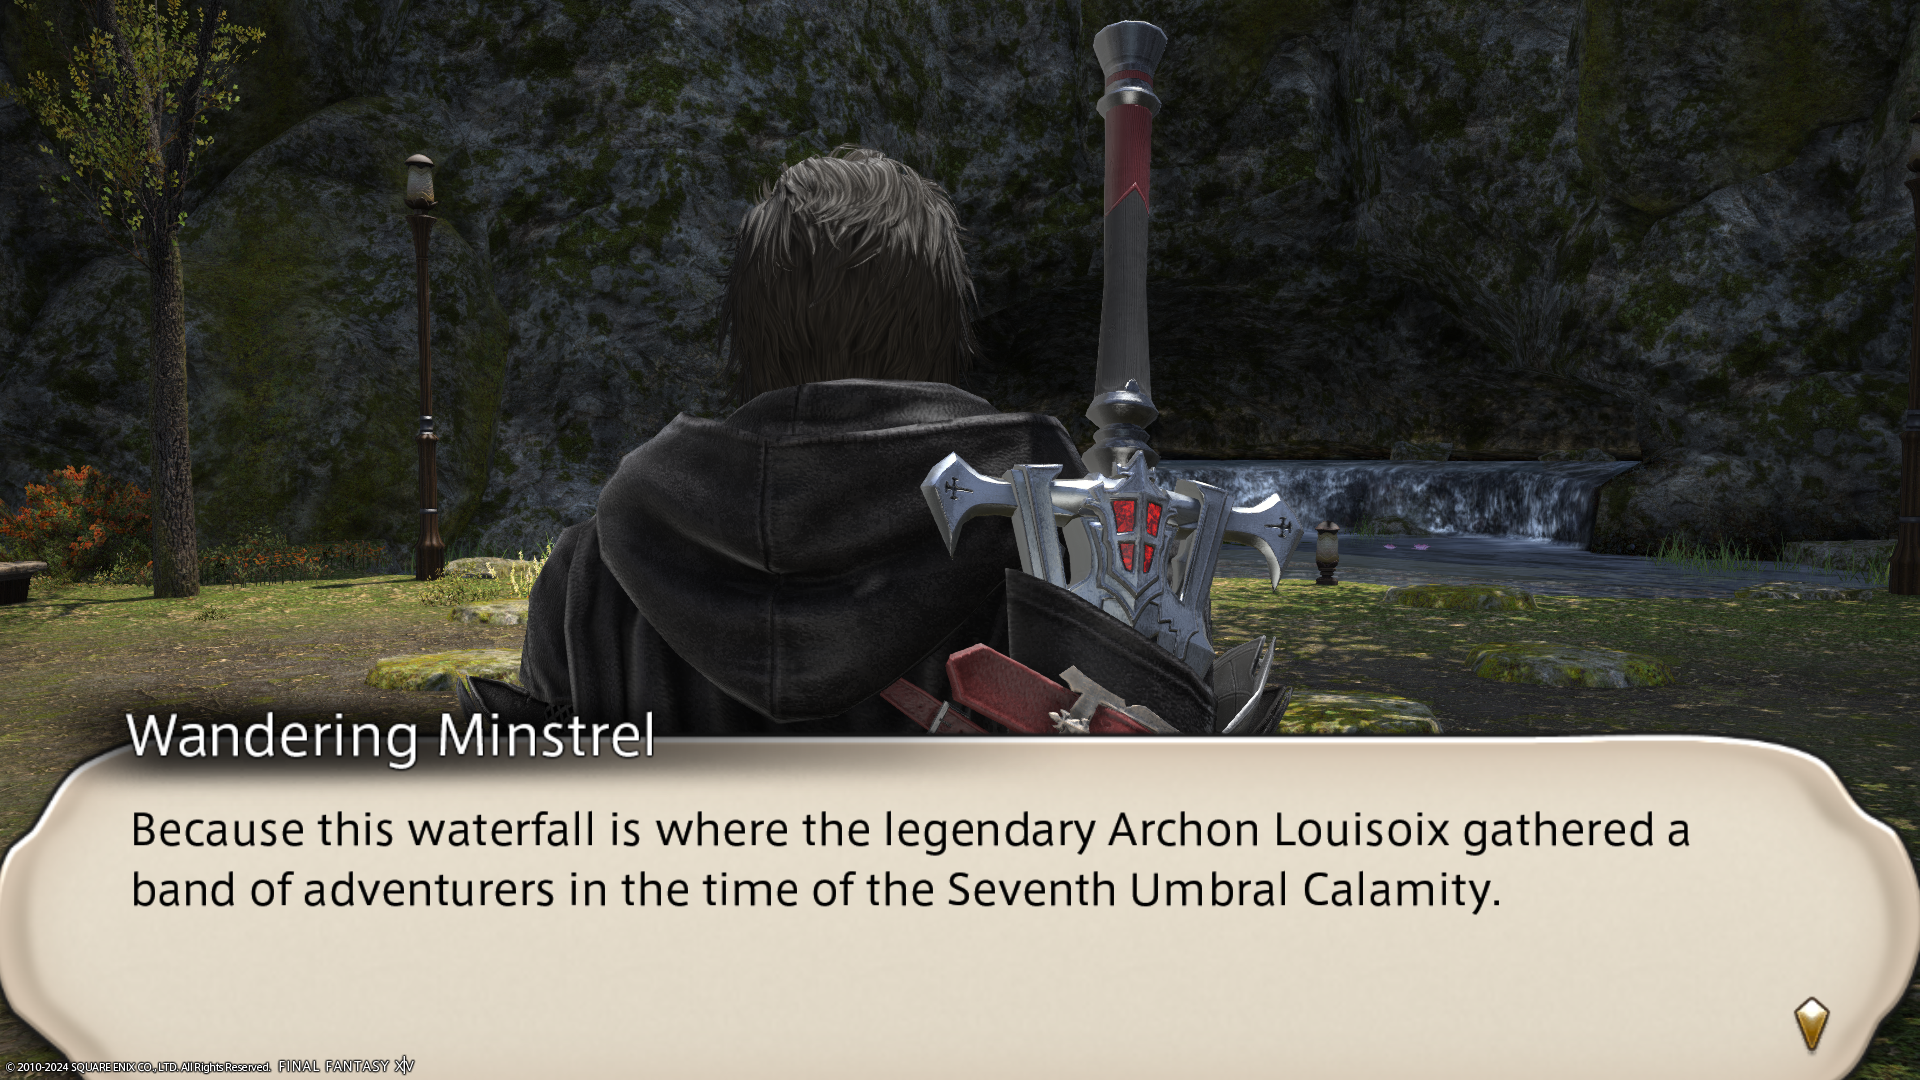 Wandering Minstrel
Because this waterfall is where the legendary Archon Louisoix gathered a
band of adventurers in the time of the Seventh Umbral Calamity.
© 2010-2024 SQUARE ENIX CO., LTD. All Rights Reserved. FINAL FANTASY XIV